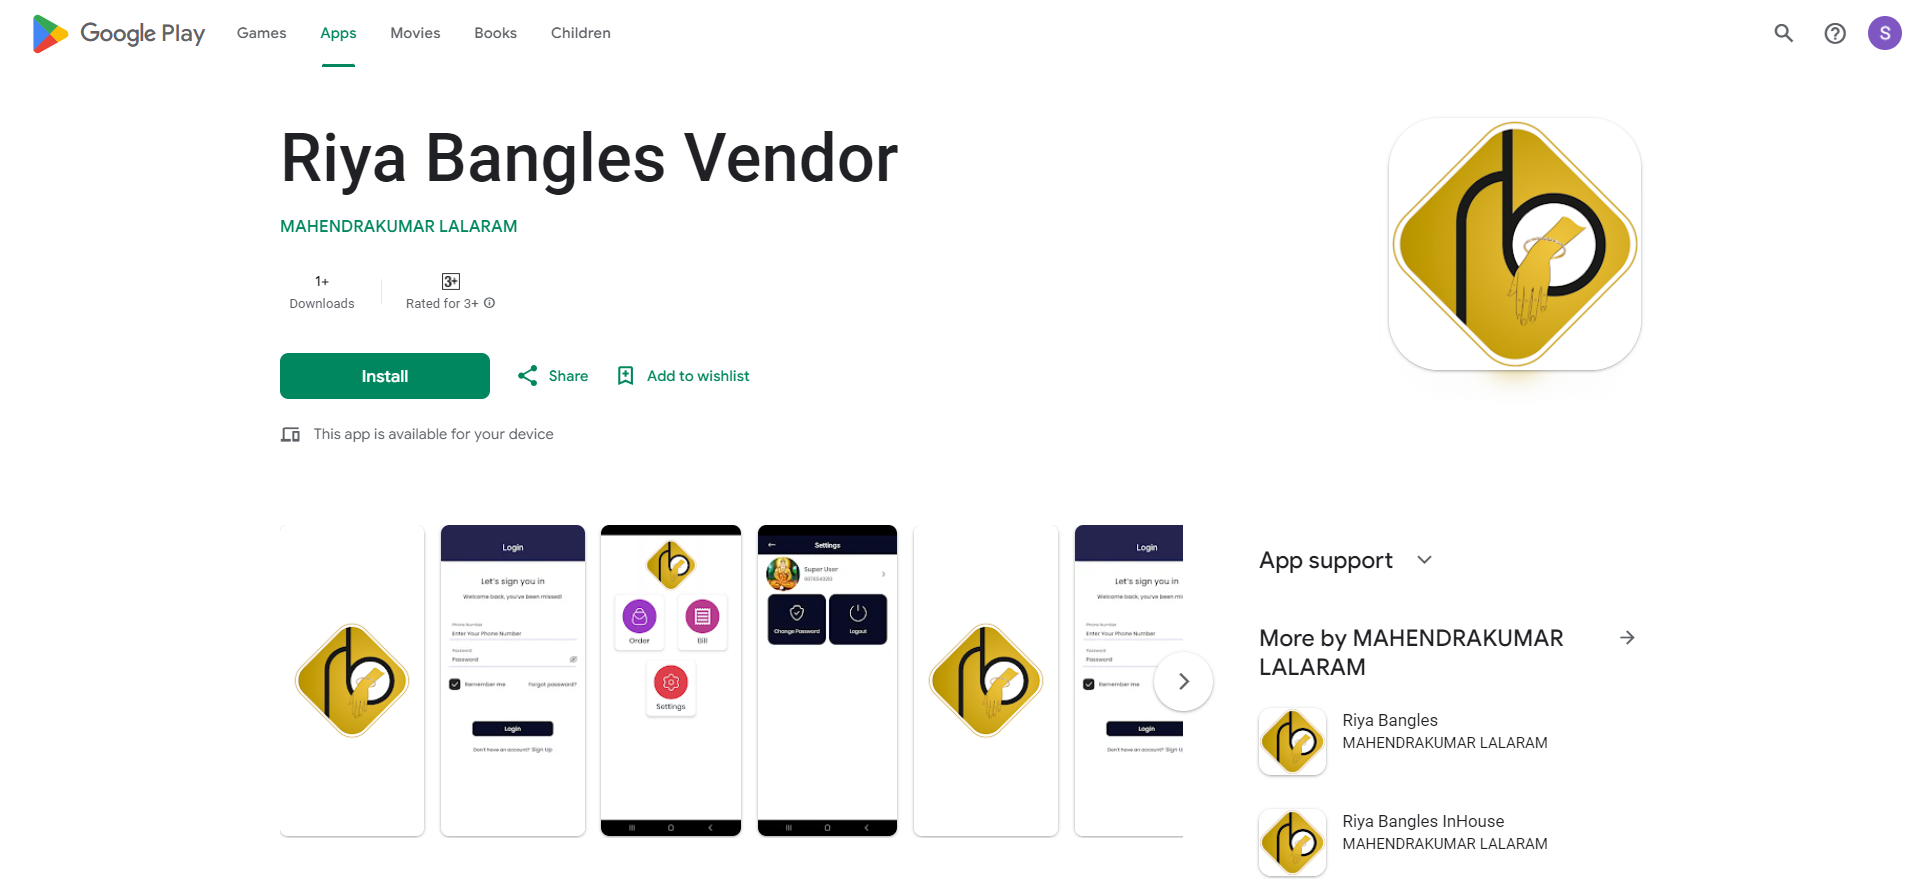 Google Play
Games
Apps
Movies
Books
Children
S
Riya Bangles Vendor
MAHENDRAKUMAR LALARAM
1+
Downloads
3+
Rated for 3+
Install
Share
Add to wishlist
This app is available for your device
Login
Let's sign you in
Welcome back, you've been missed!
Phone Number
Enter Your Phone Number
Password
Password
Remember me
Forgot password?
Login
Don't have an account? Sign Up
Order
Bill
Settings
Settings
Super User
Change Password
Logout
Login
Let's sign you in
Welcome back, you've been mi
Phone Number
Enter Your Phone Number
Password
Password
Remember me
Login
Don't have an account? Sign U
App support
More by MAHENDRAKUMAR
LALARAM
Riya Bangles
MAHENDRAKUMAR LALARAM
Riya Bangles InHouse
MAHENDRAKUMAR LALARAM